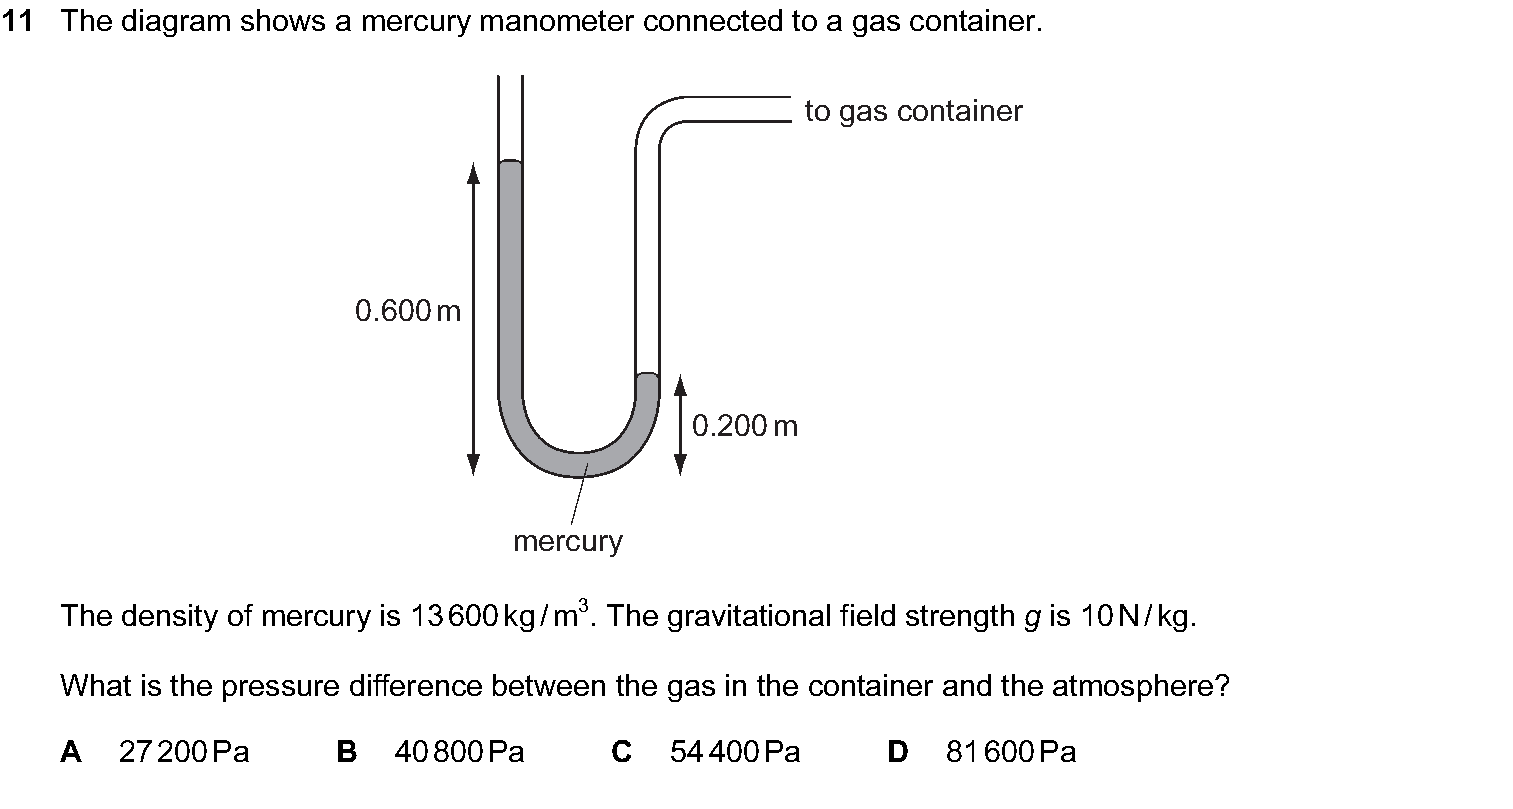 11 The diagram shows a mercury manometer connected to a gas container.
to gas container
0.600 m
0.200 m
mercury
The density of mercury is 13 600 kg / m³. The gravitational field strength g is 10 N / kg.
What is the pressure difference between the gas in the container and the atmosphere?
A 27 200 Pa B 40 800 Pa C 54 400 Pa D 81 600 Pa